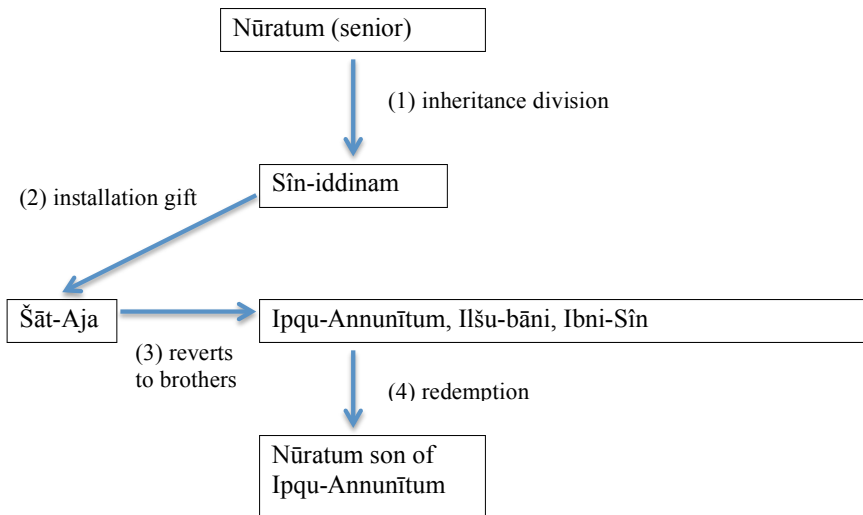 Nūratum (senior)
(1) inheritance division
Sîn-iddinam
(2) installation gift
Šāt-Aja
(3) reverts
to brothers
Ipqu-Annunītum, Ilšu-bāni, Ibni-Sîn
(4) redemption
Nūratum son of
Ipqu-Annunītum